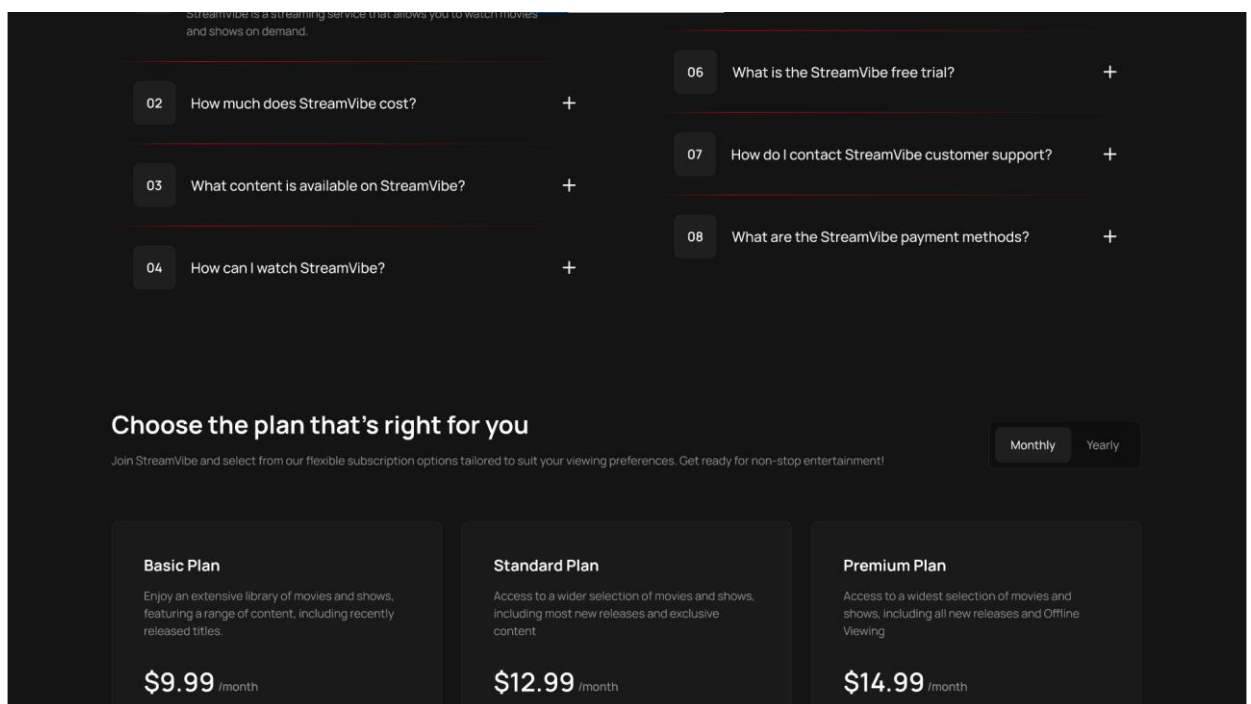 StreamVibe is a streaming service that allows you to watch movies
and shows on demand.
02
How much does StreamVibe cost?
03
What content is available on StreamVibe?
04
How can I watch StreamVibe?
06
What is the StreamVibe free trial?
07
How do I contact StreamVibe customer support?
08
What are the StreamVibe payment methods?
Choose the plan that's right for you
Join StreamVibe and select from our flexible subscription options tailored to suit your viewing preferences. Get ready for non-stop entertainment!
Monthly
Yearly
Basic Plan
Enjoy an extensive library of movies and shows,
featuring a range of content, including recently
released titles.
$9.99 /month
Standard Plan
Access to a wider selection of movies and shows,
including most new releases and exclusive
content
$12.99 /month
Premium Plan
Access to a widest selection of movies and
shows, including all new releases and Offline
Viewing
$14.99 /month